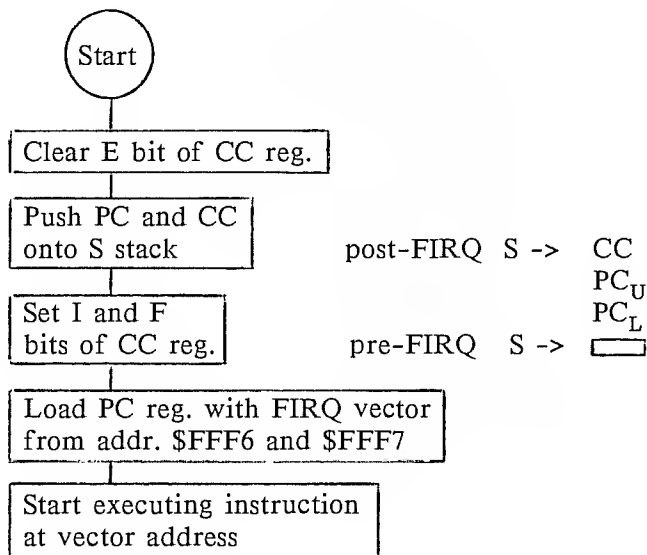 Start
Clear E bit of CC reg.
Push PC and CC
onto S stack
post-FIRQ S -> CC
PC_U
PC_L
Set I and F
bits of CC reg.
pre-FIRQ S ->
Load PC reg. with FIRQ vector
from addr. $FFF6 and $FFF7
Start executing instruction
at vector address